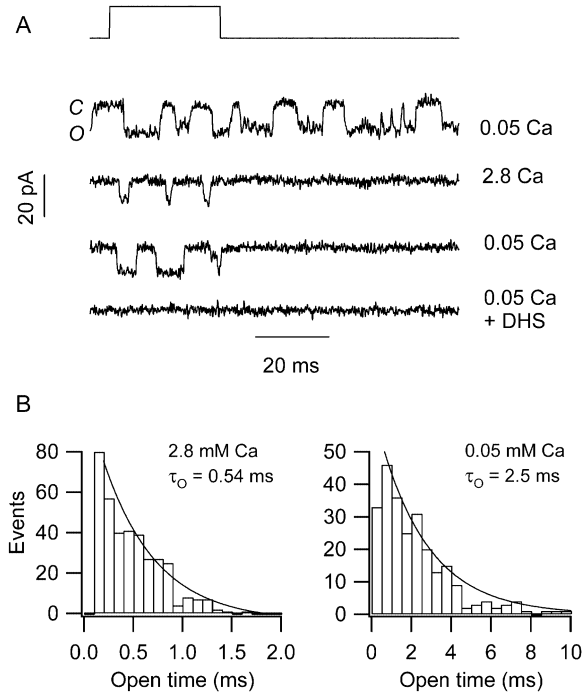 A
C
O
0.05 Ca
20 pA
2.8 Ca
0.05 Ca
0.05 Ca
+ DHS
20 ms
B
80
60
40
20
0
Events
2.8 mM Ca
τO = 0.54 ms
0.0
0.5
1.0
1.5
2.0
Open time (ms)
50
40
30
20
10
0
0.05 mM Ca
τO = 2.5 ms
0
2
4
6
8
10
Open time (ms)